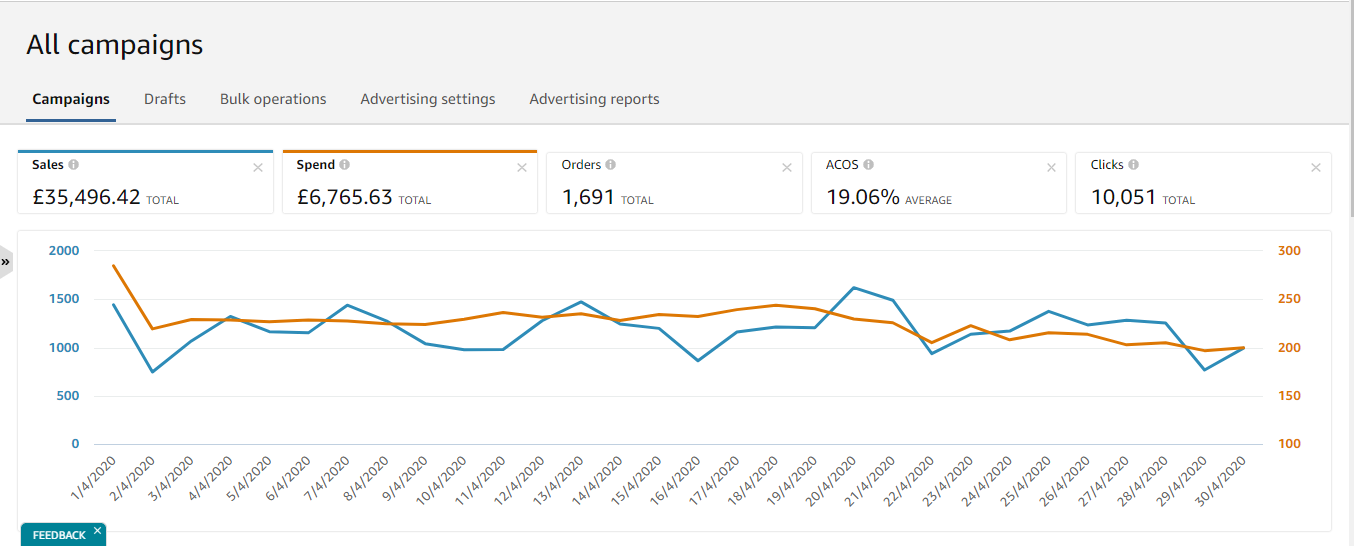 All campaigns
Campaigns Drafts Bulk operations Advertising settings Advertising reports
Sales Spend Orders ACOS Clicks
£35,496.42 TOTAL £6,765.63 TOTAL 1,691 TOTAL 19.06% AVERAGE 10,051 TOTAL
2000 300
1500 250
1000 200
500 150
0 100
1/4/2020 2/4/2020 3/4/2020 4/4/2020 5/4/2020 6/4/2020 7/4/2020 8/4/2020 9/4/2020 10/4/2020 11/4/2020 12/4/2020 13/4/2020 14/4/2020 15/4/2020 16/4/2020 17/4/2020 18/4/2020 19/4/2020 20/4/2020 21/4/2020 22/4/2020 23/4/2020 24/4/2020 25/4/2020 26/4/2020 27/4/2020 28/4/2020 29/4/2020 30/4/2020
FEEDBACK